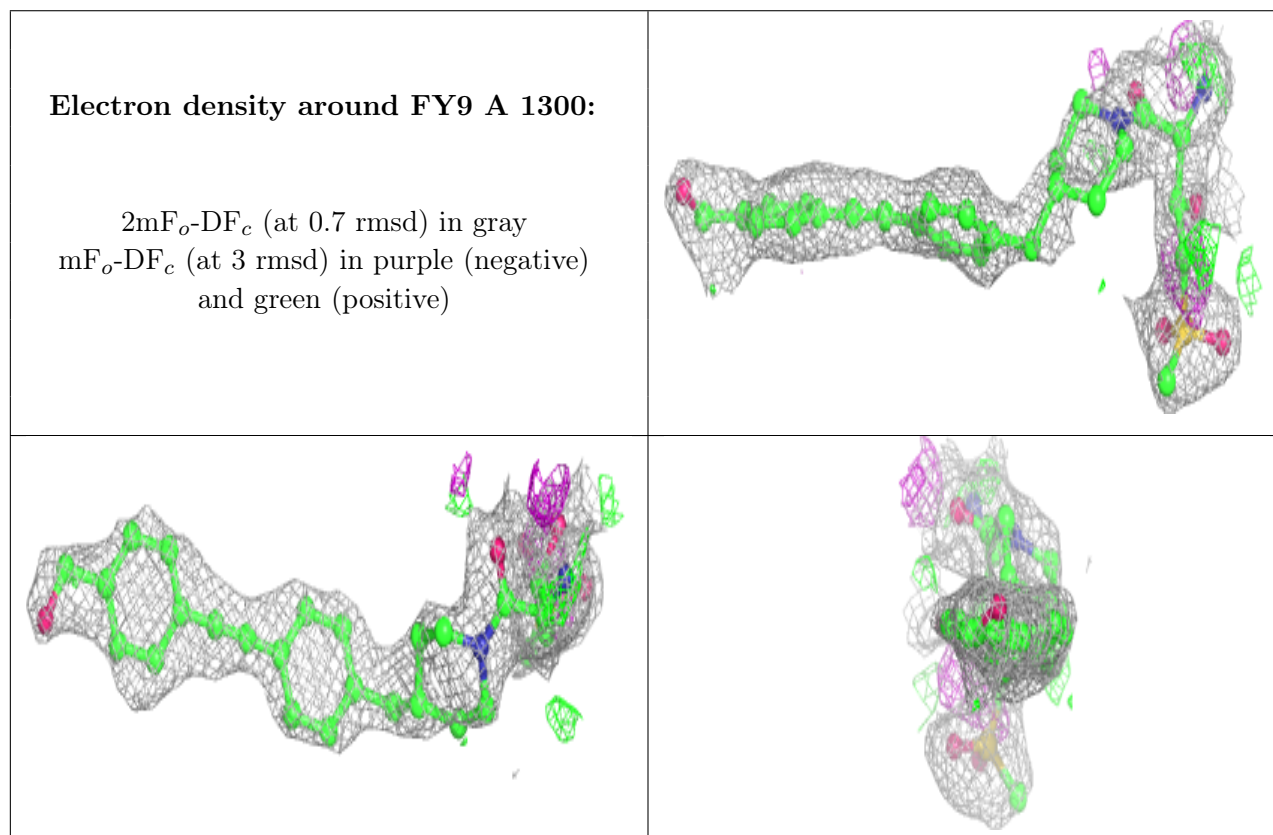 Electron density around FY9 A 1300:
2mFo-DFc (at 0.7 rmsd) in gray
mFo-DFc (at 3 rmsd) in purple (negative)
and green (positive)